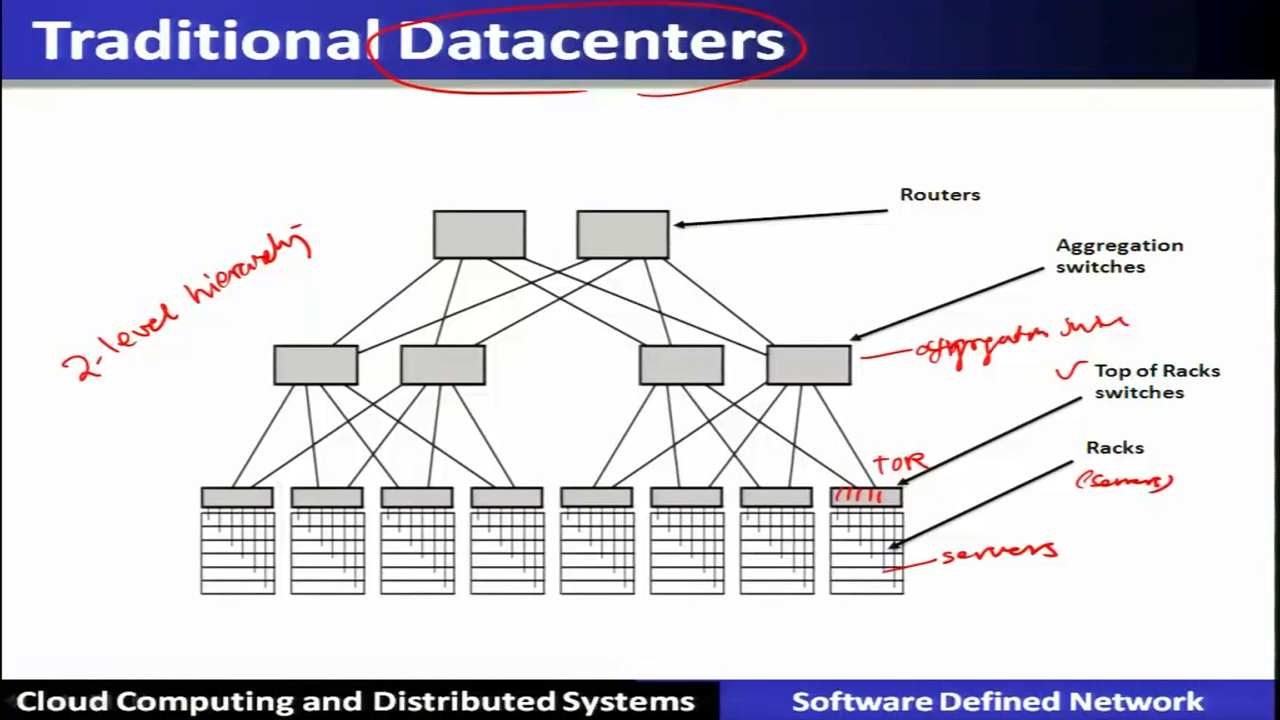 Traditional Datacenters
Routers
Aggregation
switches
2-level hierarchy
aggregation
Top of Racks
switches
TOR
Racks
(servers)
servers
Cloud Computing and Distributed Systems
Software Defined Network